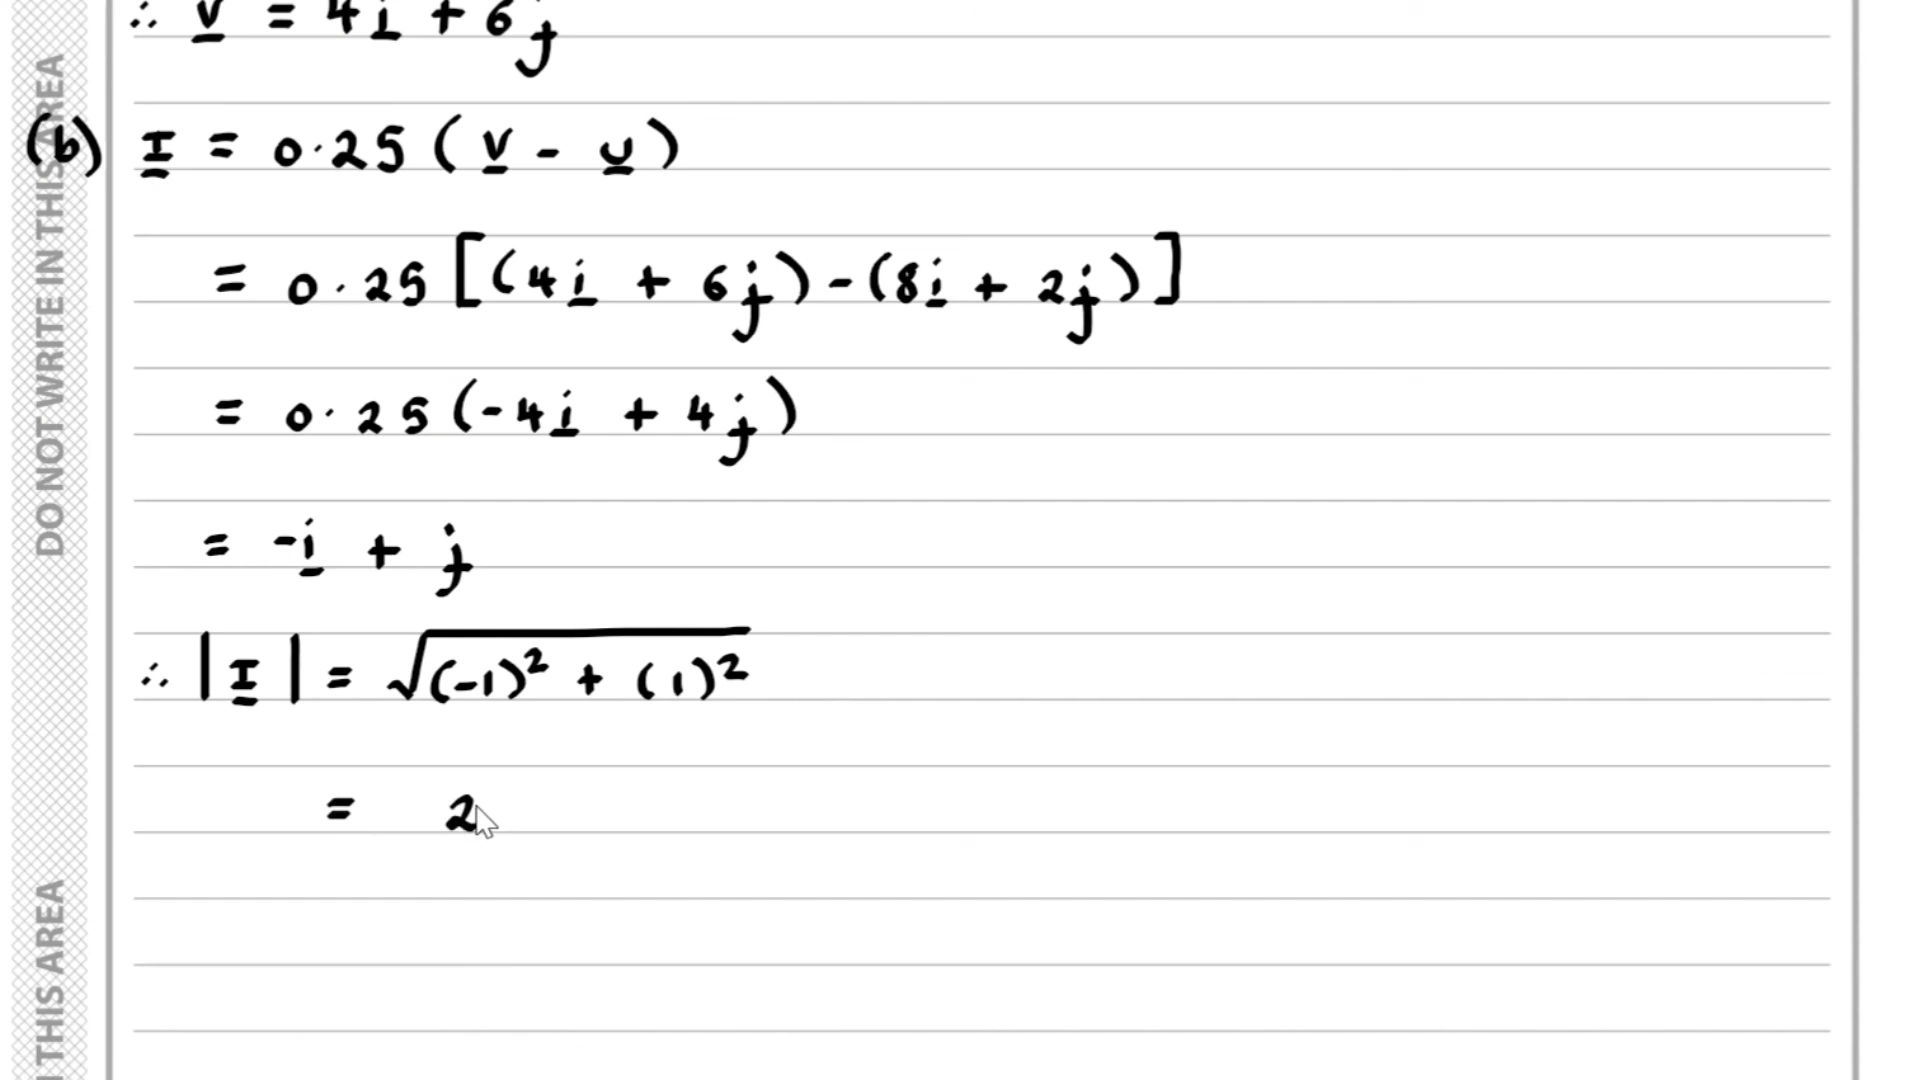 ∴ v = 4i + 6j
(b) I = 0.25 (v - u)
= 0.25 [(4i + 6j) - (8i + 2j)]
= 0.25 (-4i + 4j)
= -i + j
∴ |I| = √((-1)² + (1)²)
= 2
DO NOT WRITE IN THIS AREA
THIS AREA